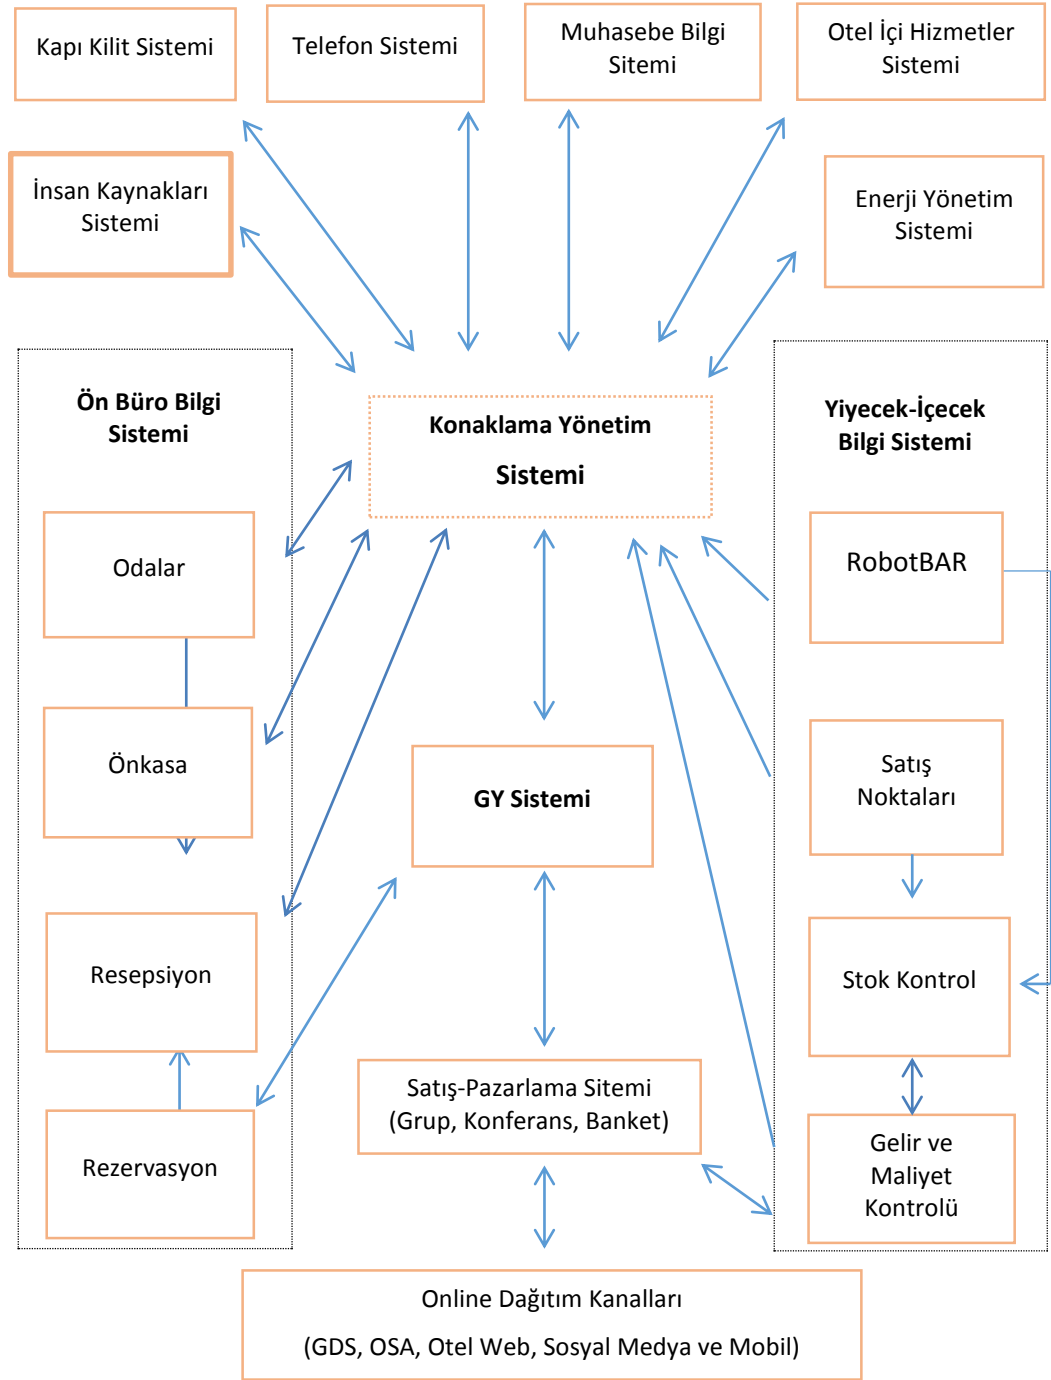 Kapı Kilit Sistemi
Telefon Sistemi
Muhasebe Bilgi
Sitemi
Otel İçi Hizmetler
Sistemi
İnsan Kaynakları
Sistemi
Enerji Yönetim
Sistemi
Ön Büro Bilgi
Sistemi
Konaklama Yönetim
Sistemi
Yiyecek-İçecek
Bilgi Sistemi
Odalar
RobotBAR
Önkasa
GY Sistemi
Satış
Noktaları
Resepsiyon
Stok Kontrol
Satış-Pazarlama Sitemi
(Grup, Konferans, Banket)
Rezervasyon
Gelir ve
Maliyet
Kontrolü
Online Dağıtım Kanalları
(GDS, OSA, Otel Web, Sosyal Medya ve Mobil)